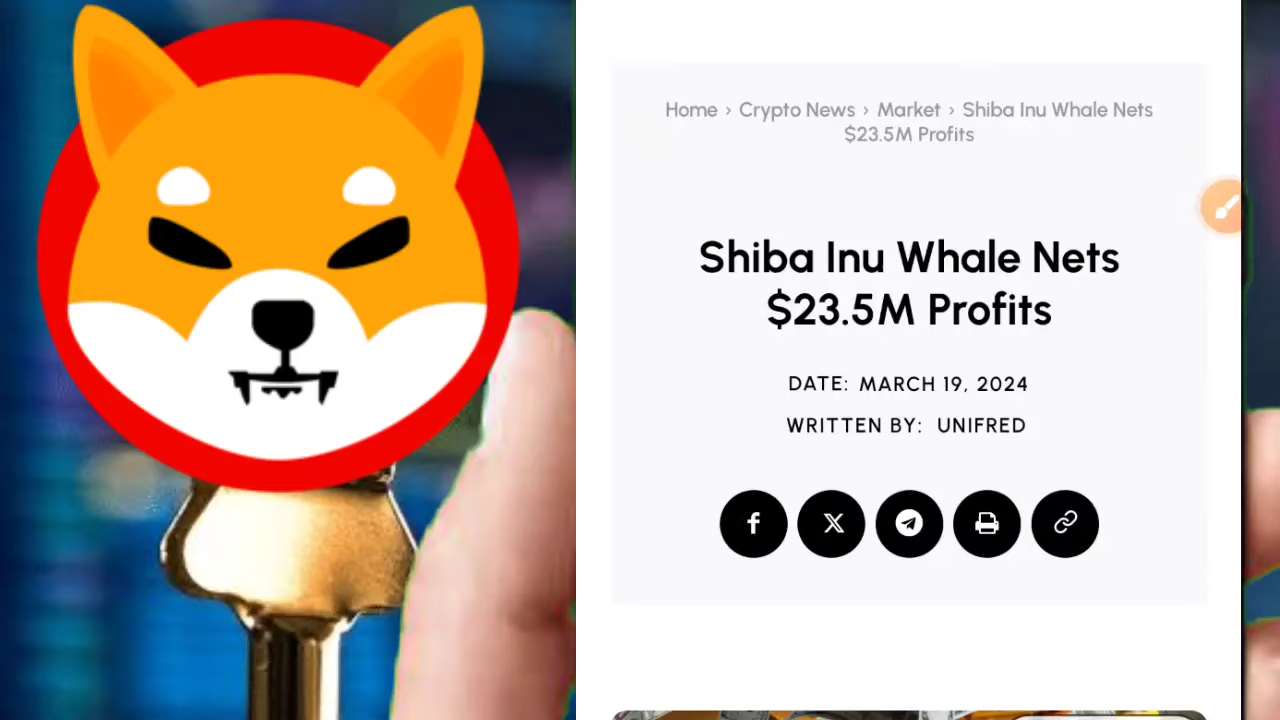 Home › Crypto News › Market › Shiba Inu Whale Nets
$23.5M Profits
Shiba Inu Whale Nets
$23.5M Profits
DATE: MARCH 19, 2024
WRITTEN BY: UNIFRED